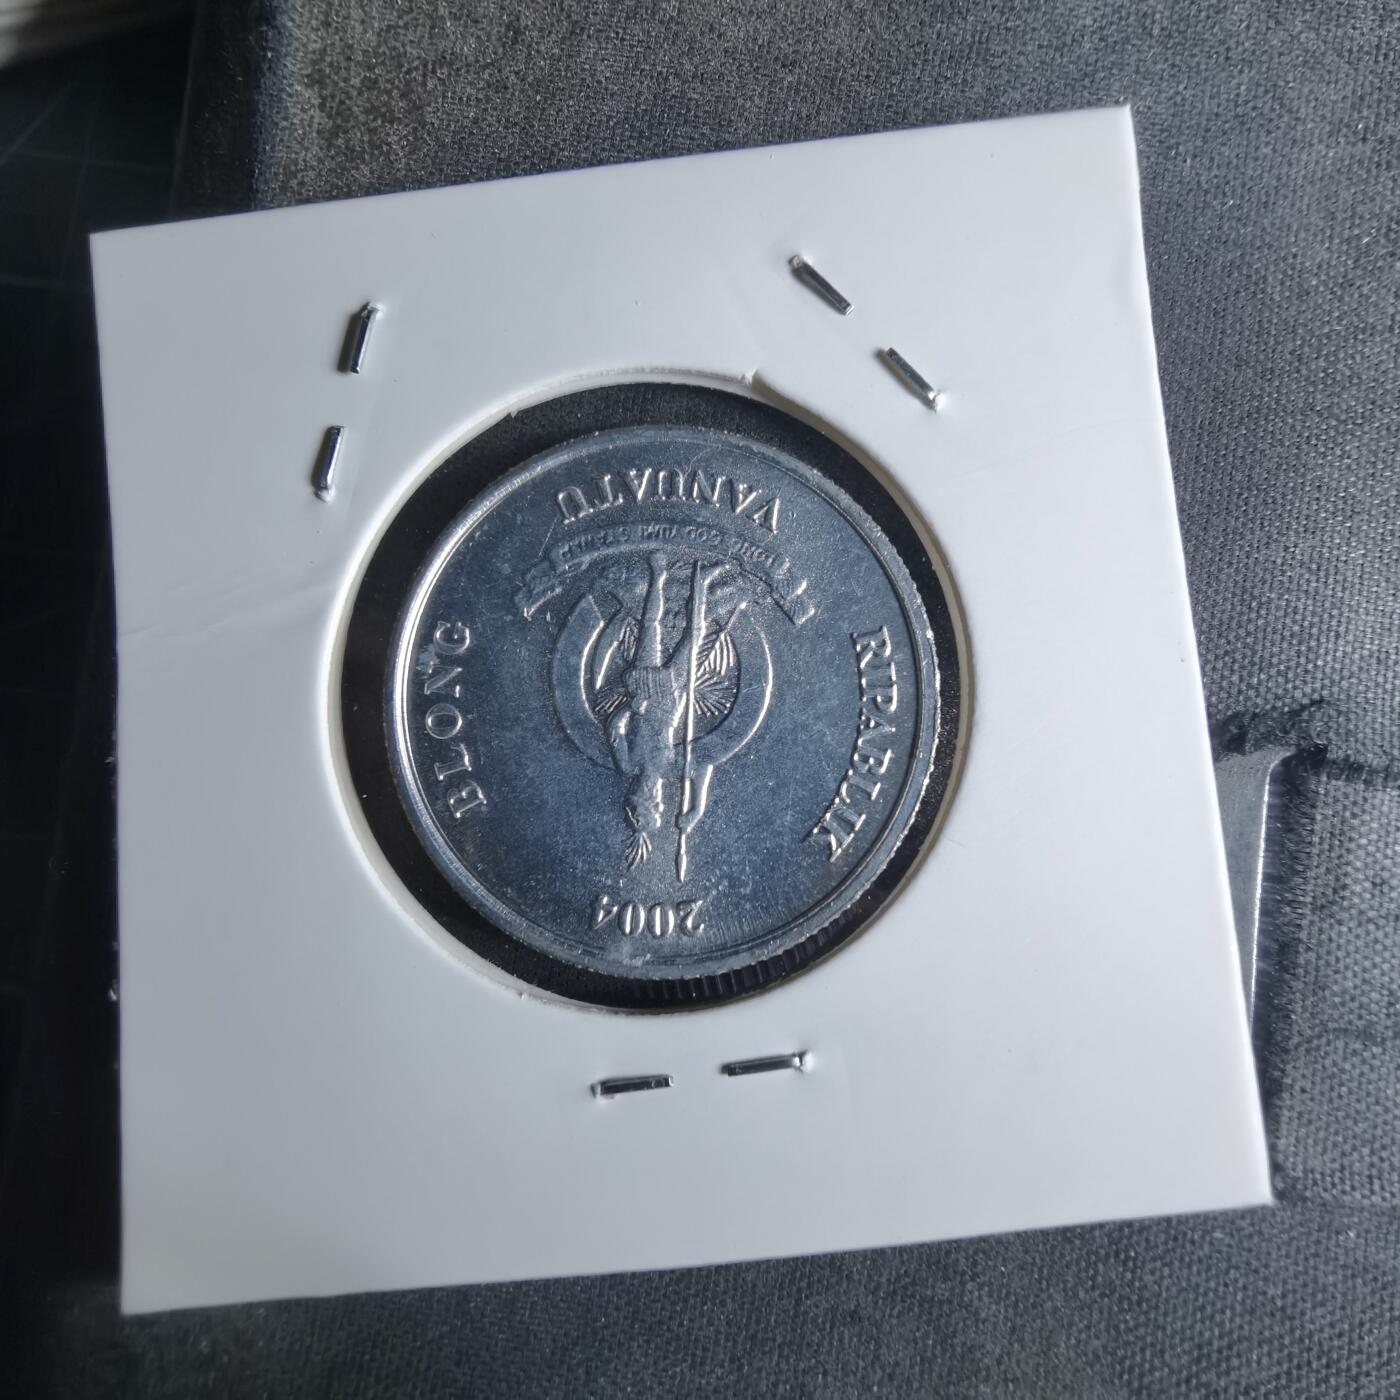 RIPABLIK
BLONG
VANUATU
2004